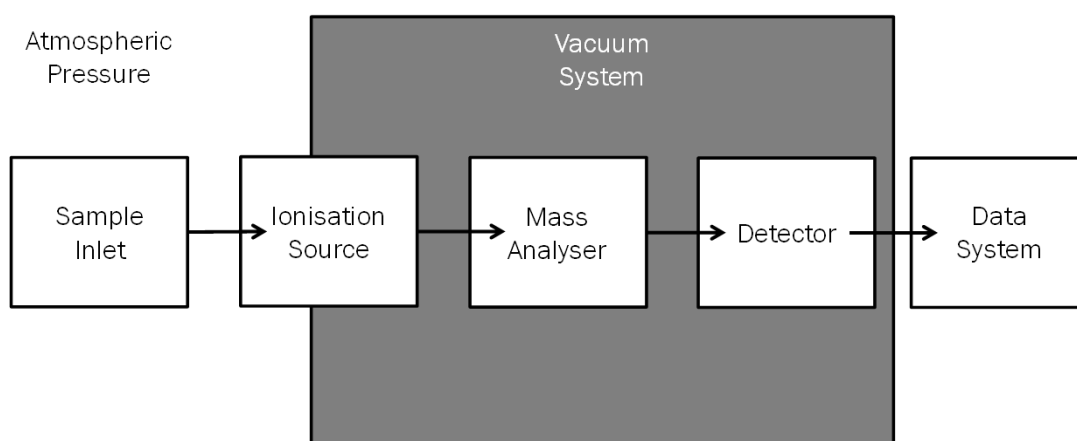 Atmospheric
Pressure
Vacuum
System
Sample
Inlet
Ionisation
Source
Mass
Analyser
Detector
Data
System